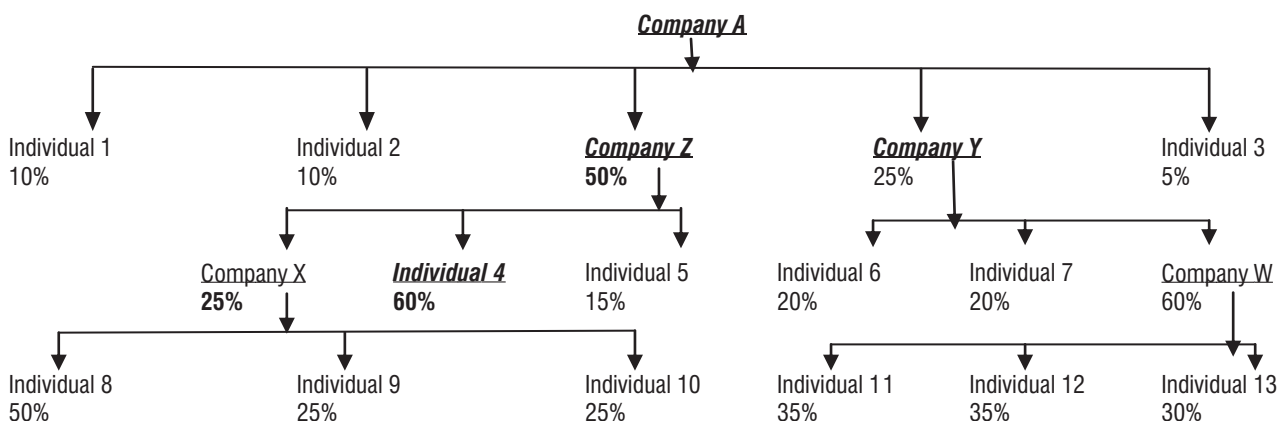 Company A
Individual 1 Individual 2 Company Z Company Y Individual 3
10% 10% 50% 25% 5%
Company X Individual 4 Individual 5 Individual 6 Individual 7 Company W
25% 60% 15% 20% 20% 60%
Individual 8 Individual 9 Individual 10 Individual 11 Individual 12 Individual 13
50% 25% 25% 35% 35% 30%